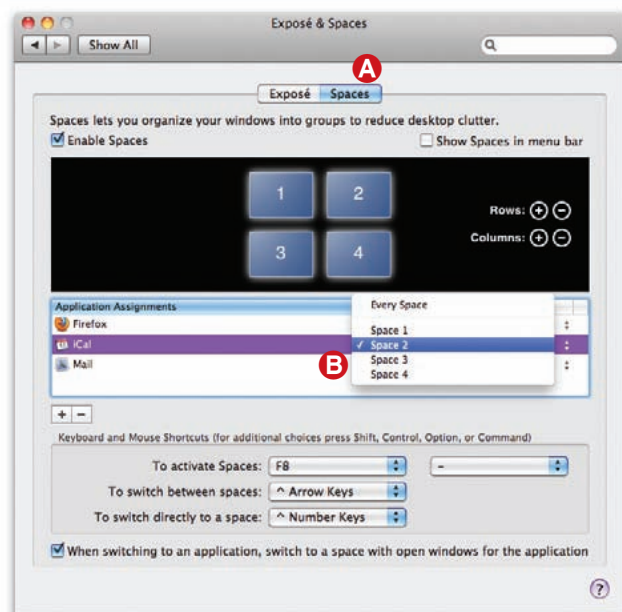 Exposé & Spaces
Show All
A
Exposé Spaces
Spaces lets you organize your windows into groups to reduce desktop clutter.
Enable Spaces Show Spaces in menu bar
1 2
Rows: + −
Columns: + −
3 4
Application Assignments
Every Space
Firefox
Space 1
iCal
✓ Space 2
B
Mail
Space 3
Space 4
+ −
Keyboard and Mouse Shortcuts (for additional choices press Shift, Control, Option, or Command)
To activate Spaces: F8 –
To switch between spaces: ^ Arrow Keys
To switch directly to a space: ^ Number Keys
When switching to an application, switch to a space with open windows for the application
?